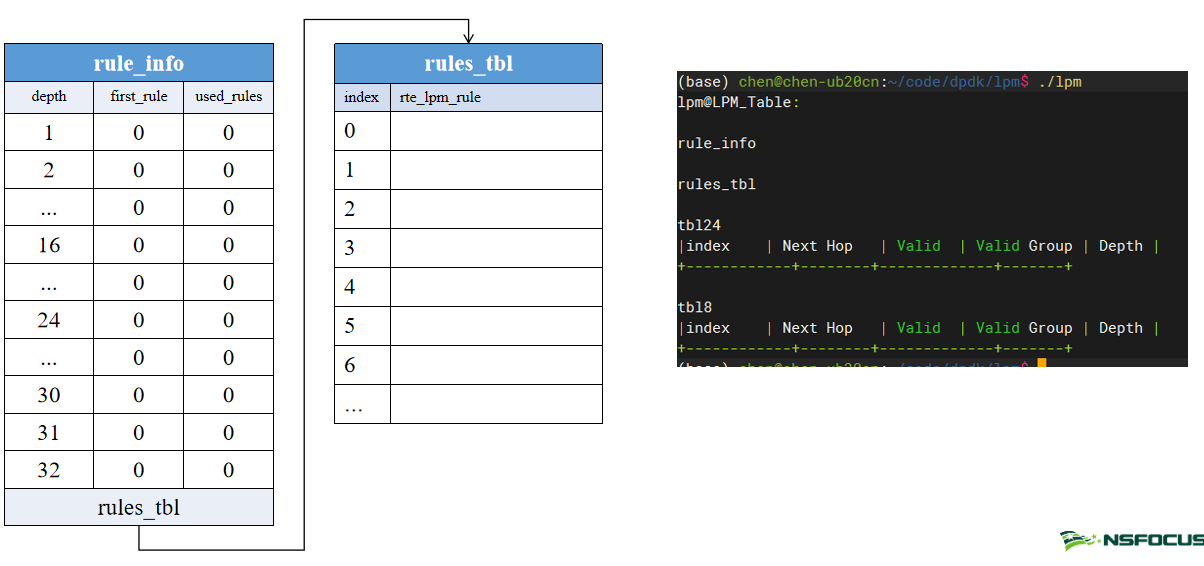 rule_info
depth first_rule used_rules
1 0 0
2 0 0
... 0 0
16 0 0
... 0 0
24 0 0
... 0 0
30 0 0
31 0 0
32 0 0
rules_tbl
rules_tbl
index rte_lpm_rule
0
1
2
3
4
5
6
...
(base) chen@chen-ub20cn:~/code/dpdk/lpm$ ./lpm
lpm@LPM_Table:
rule_info
rules_tbl
tbl24
|index | Next Hop | Valid | Valid Group | Depth |
+------------+--------+-------------+-------+
tbl8
|index | Next Hop | Valid | Valid Group | Depth |
+------------+--------+-------------+-------+
(base) chen@chen-ub20cn:~/code/dpdk/lpm$
NSFOCUS